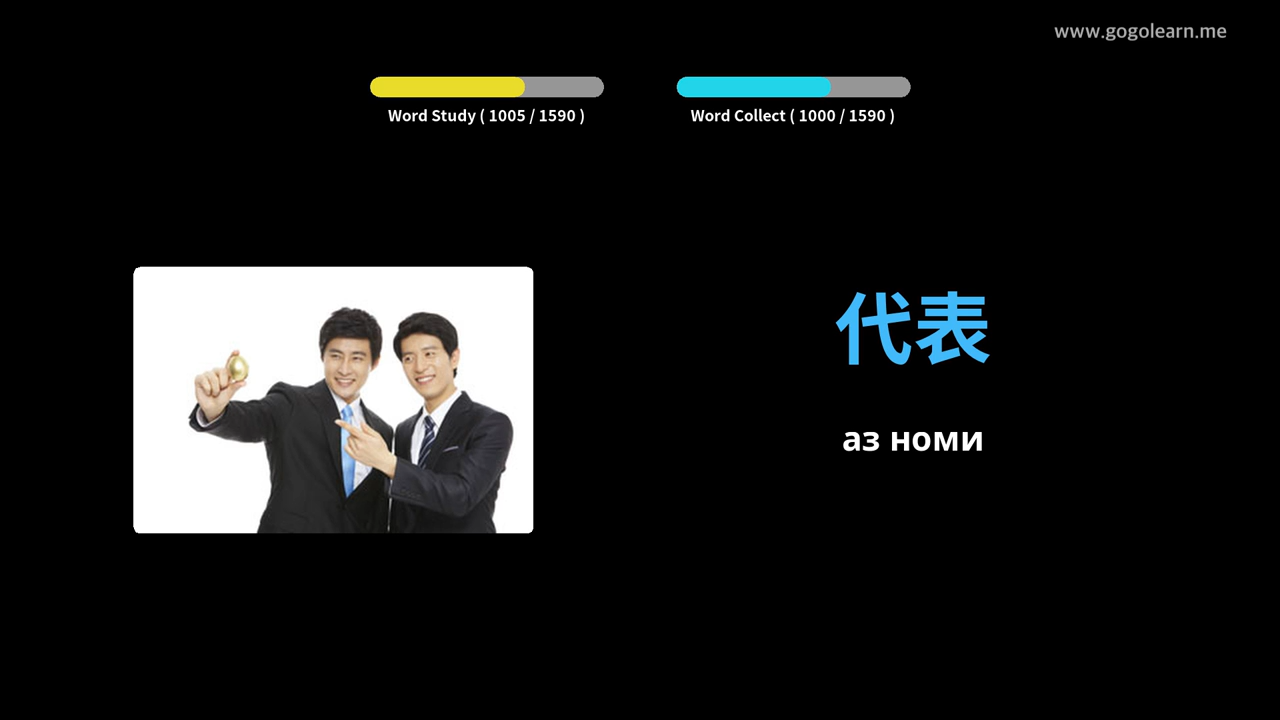 www.gogolearn.me
Word Study ( 1005 / 1590 )
Word Collect ( 1000 / 1590 )
代表
аз номи